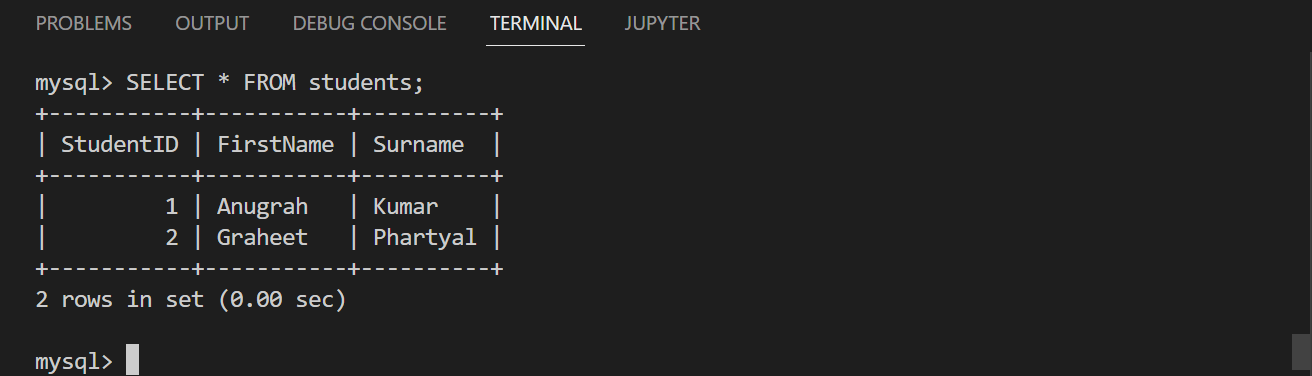 PROBLEMS OUTPUT DEBUG CONSOLE TERMINAL JUPYTER
mysql> SELECT * FROM students;
+-----------+-----------+----------+
| StudentID | FirstName | Surname  |
+-----------+-----------+----------+
|         1 | Anugrah   | Kumar    |
|         2 | Graheet   | Phartyal |
+-----------+-----------+----------+
2 rows in set (0.00 sec)
mysql>